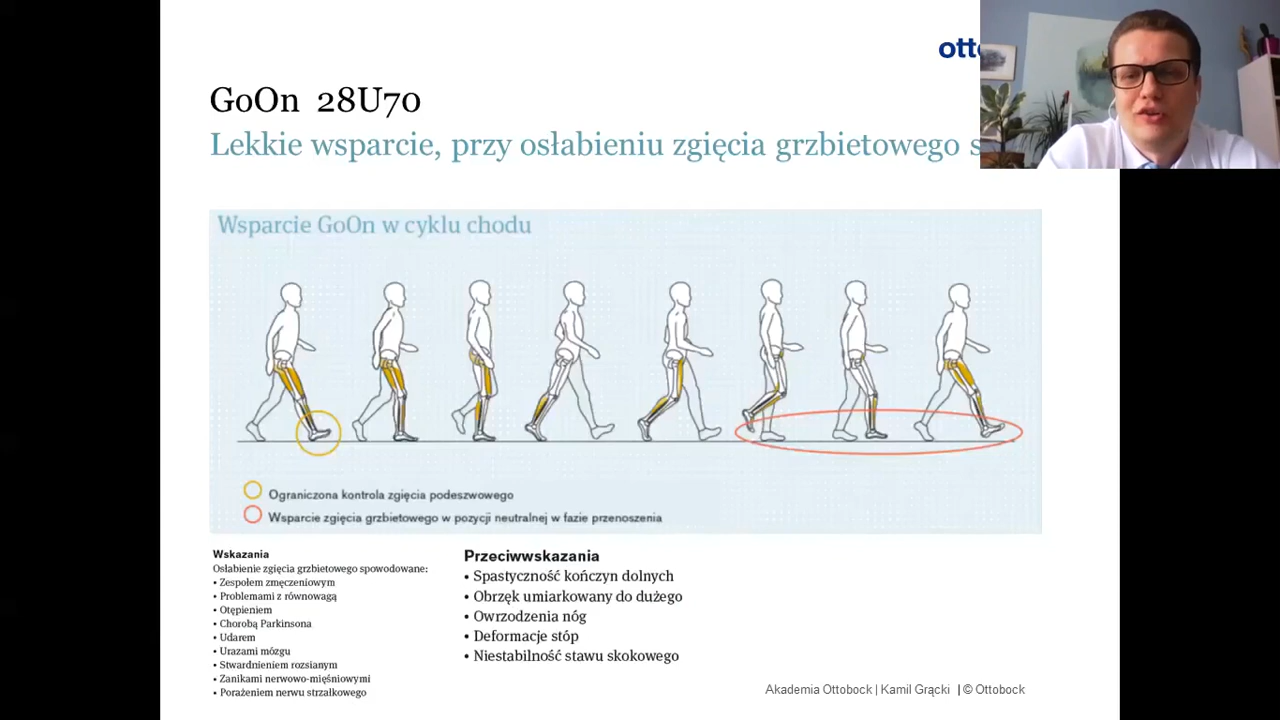 GoOn 28U70
Lekkie wsparcie, przy osłabieniu zgięcia grzbietowego
Wsparcie GoOn w cyklu chodu
Ograniczona kontrola zgięcia podeszwowego
Wsparcie zgięcia grzbietowego w pozycji neutralnej w fazie przenoszenia
Wskazania
Osłabienie zgięcia grzbietowego spowodowane:
• Zespołem zmęczeniowym
• Problemami z równowagą
• Otępieniem
• Chorobą Parkinsona
• Udarem
• Urazami mózgu
• Stwardnieniem rozsianym
• Zanikami nerwowo-mięśniowymi
• Porażeniem nerwu strzałkowego
Przeciwwskazania
• Spastyczność kończyn dolnych
• Obrzęk umiarkowany do dużego
• Owrzodzenia nóg
• Deformacje stóp
• Niestabilność stawu skokowego
Akademia Ottobock | Kamil Grącki | © Ottobock